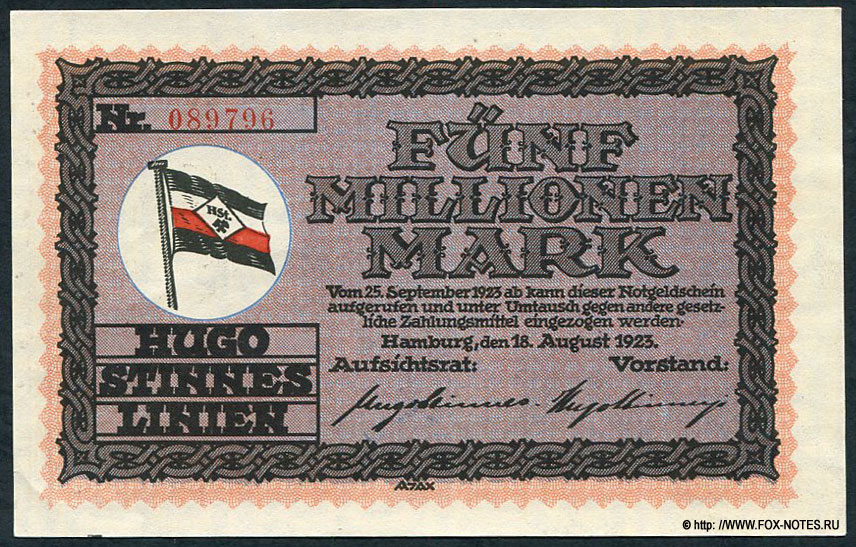 Nr. 089796
HSt.
FÜNF
MILLIONEN
MARK
Vom 25. September 1923 ab kann dieser Notgeldschein
aufgerufen und unter Umtausch gegen andere gesetz-
liche Zahlungsmittel eingezogen werden.
Hamburg, den 18. August 1923.
Aufsichtsrat: Vorstand:
HUGO
STINNES
LINIEN
AJAX
© http: //WWW.FOX-NOTES.RU